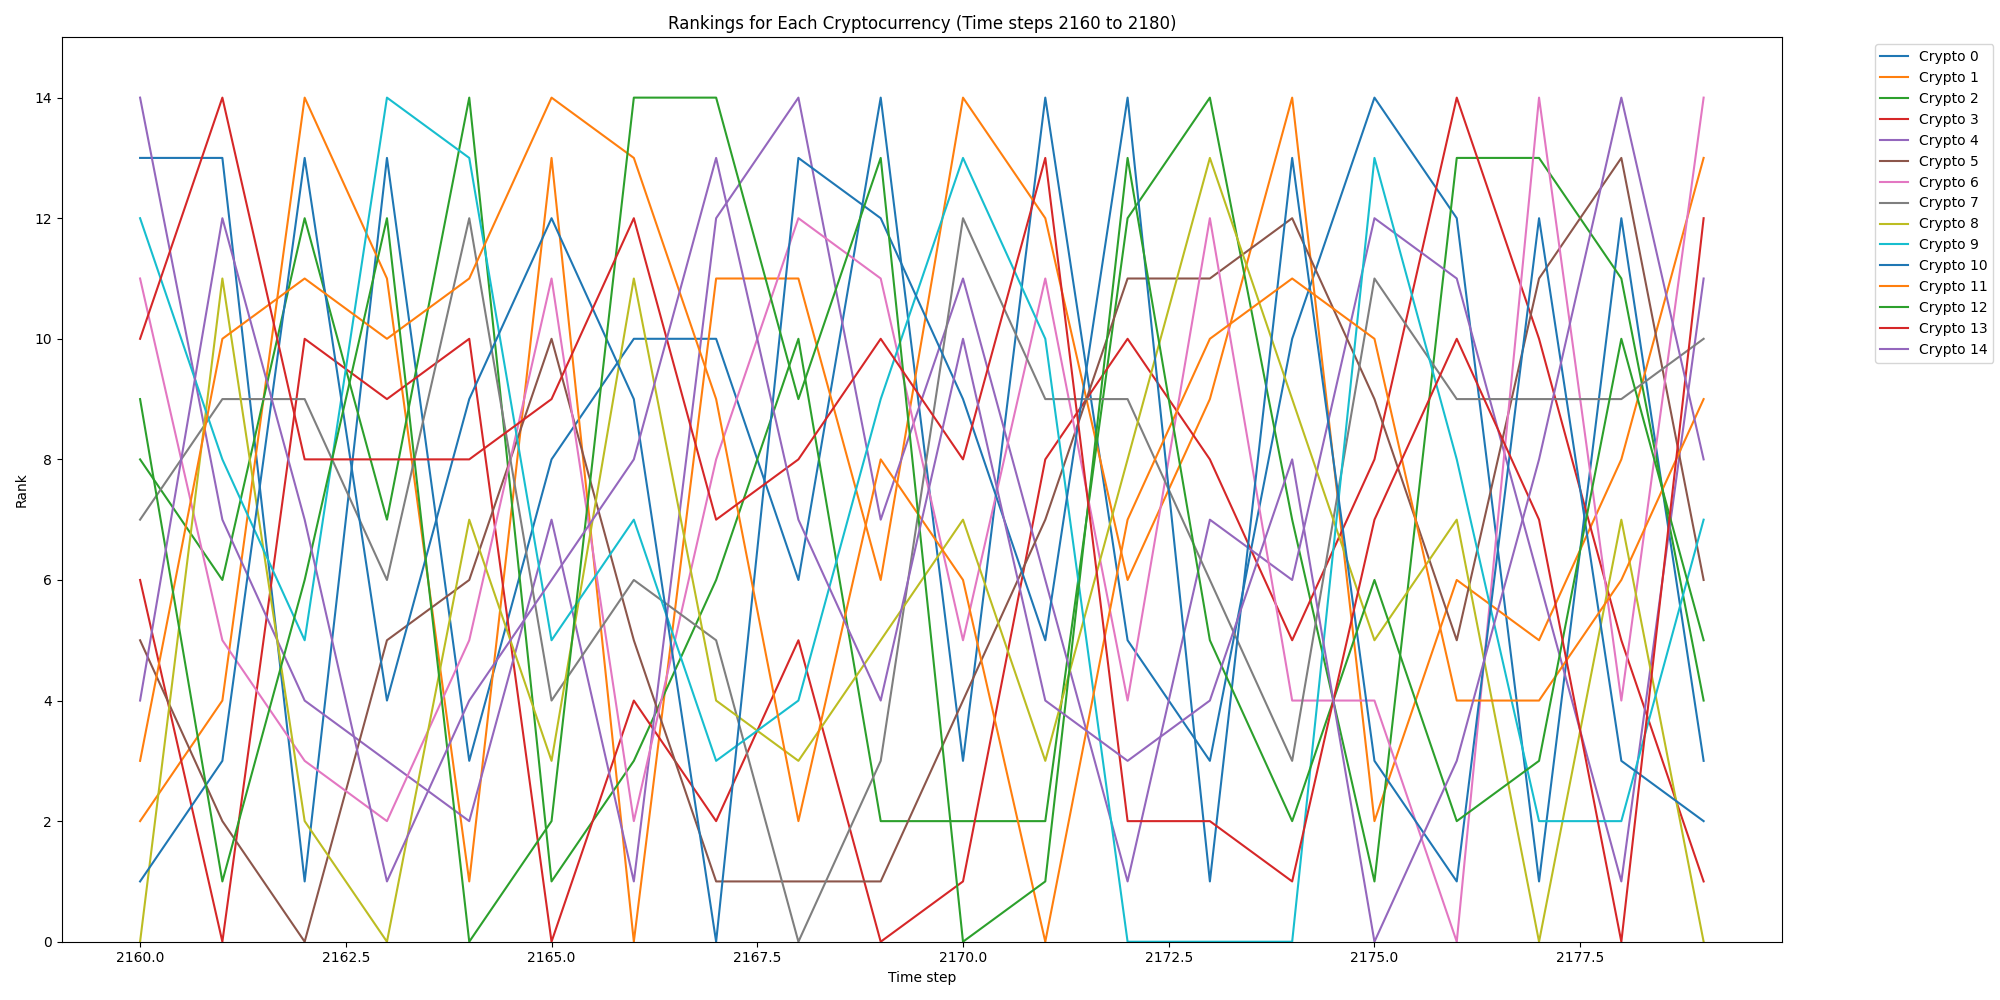 Rankings for Each Cryptocurrency (Time steps 2160 to 2180)
Rank
14
12
10
8
6
4
2
0
2160.0 2162.5 2165.0 2167.5 2170.0 2172.5 2175.0 2177.5
Time step
Crypto 0
Crypto 1
Crypto 2
Crypto 3
Crypto 4
Crypto 5
Crypto 6
Crypto 7
Crypto 8
Crypto 9
Crypto 10
Crypto 11
Crypto 12
Crypto 13
Crypto 14